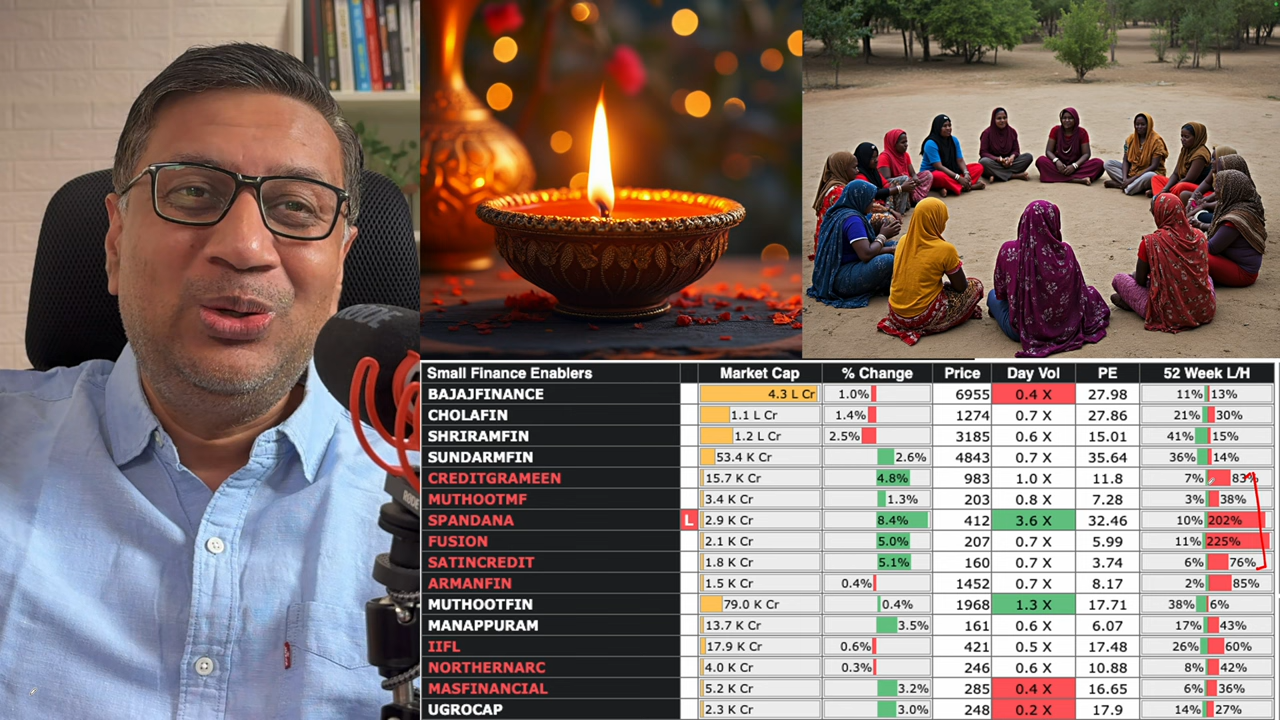 RODE
RODE
Small Finance Enablers Market Cap % Change Price Day Vol PE 52 Week L/H
BAJAJFINANCE 4.3 L Cr 1.0% 6955 0.4 X 27.98 11% 13%
CHOLAFIN 1.1 L Cr 1.4% 1274 0.7 X 27.86 21% 30%
SHRIRAMFIN 1.2 L Cr 2.5% 3185 0.6 X 15.01 41% 15%
SUNDARMFIN 53.4 K Cr 2.6% 4843 0.7 X 35.64 36% 14%
CREDITGRAMEEN 15.7 K Cr 4.8% 983 1.0 X 11.8 7% 83%
MUTHOOTMF 3.4 K Cr 1.3% 203 0.8 X 7.28 3% 38%
SPANDANA L 2.9 K Cr 8.4% 412 3.6 X 32.46 10% 202%
FUSION 2.1 K Cr 5.0% 207 0.7 X 5.99 11% 225%
SATINCREDIT 1.8 K Cr 5.1% 160 0.7 X 3.74 6% 76%
ARMANFIN 1.5 K Cr 0.4% 1452 0.7 X 8.17 2% 85%
MUTHOOTFIN 79.0 K Cr 0.4% 1968 1.3 X 17.71 38% 6%
MANAPPURAM 13.7 K Cr 3.5% 161 0.6 X 6.07 17% 43%
IIFL 17.9 K Cr 0.6% 421 0.5 X 17.48 26% 60%
NORTHERNARC 4.0 K Cr 0.3% 246 0.6 X 10.88 8% 42%
MASFINANCIAL 5.2 K Cr 3.2% 285 0.4 X 16.65 6% 36%
UGROCAP 2.3 K Cr 3.0% 248 0.2 X 17.9 14% 27%